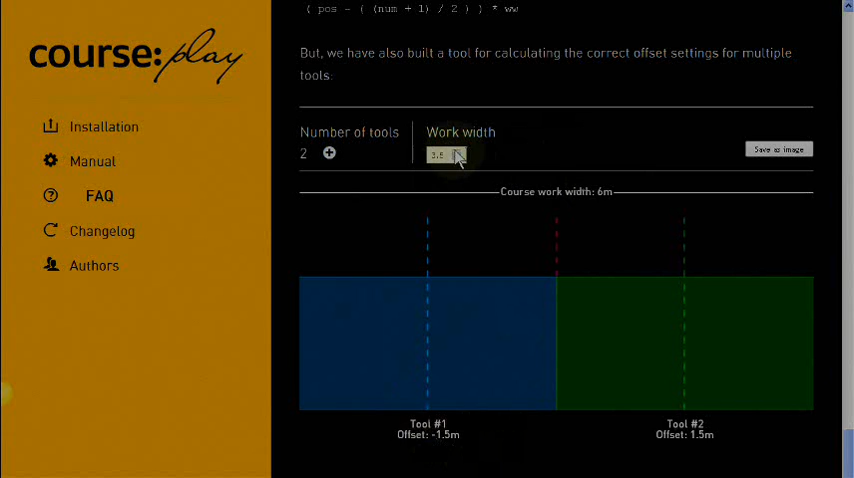 ( pos - ( (num + 1) / 2 ) ) * ww
course:play
But, we have also built a tool for calculating the correct offset settings for multiple
tools:
Installation
Manual
FAQ
Changelog
Authors
Number of tools
2
Work width
3.5
Save as image
Course work width: 6m
Tool #1
Offset: -1.5m
Tool #2
Offset: 1.5m